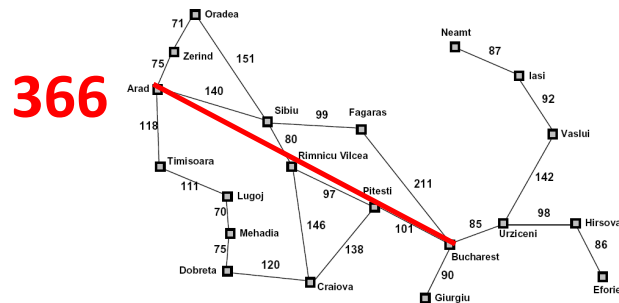 71
Oradea
Neamt
87
Zerind
151
Iasi
366
75
Arad
140
92
Sibiu
99
Fagaras
118
80
Vaslui
Timisoara
Rimnicu Vilcea
111
97
Pitesti
211
142
Lugoj
70
146
101
85
98
Hirsova
Mehadia
Urziceni
75
138
86
Bucharest
Dobreta
120
90
Craiova
Giurgiu
Eforie